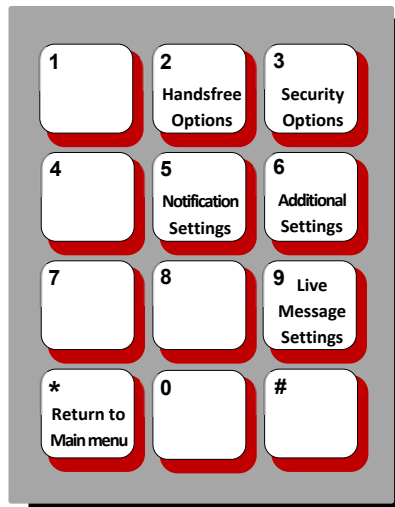 1
2
Handsfree
Options
3
Security
Options
4
5
Notification
Settings
6
Additional
Settings
7
8
9 Live
Message
Settings
*
Return to
Main menu
0
#